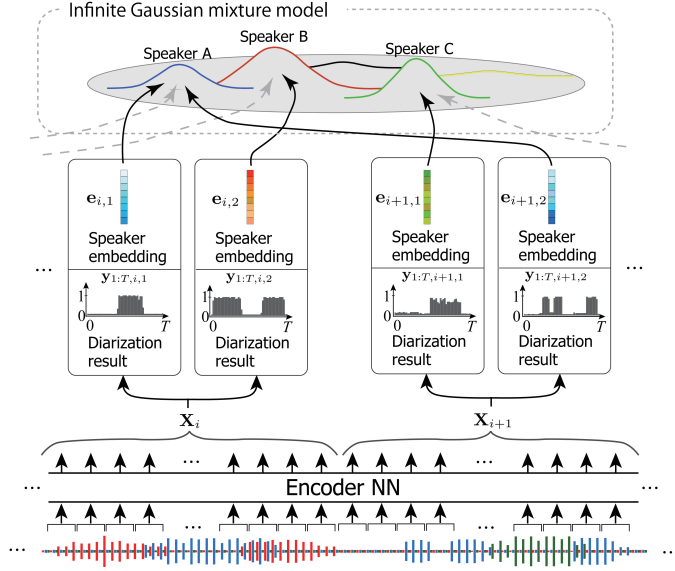 Infinite Gaussian mixture model
Speaker A
Speaker B
Speaker C
e_{i,1}
Speaker
embedding
y_{1:T,i,1}
1
0
0
T
Diarization
result
e_{i,2}
Speaker
embedding
y_{1:T,i,2}
1
0
0
T
Diarization
result
e_{i+1,1}
Speaker
embedding
y_{1:T,i+1,1}
1
0
0
T
Diarization
result
e_{i+1,2}
Speaker
embedding
y_{1:T,i+1,2}
1
0
0
T
Diarization
result
...
...
X_i
X_{i+1}
...
...
... Encoder NN ...
...
...
...
...